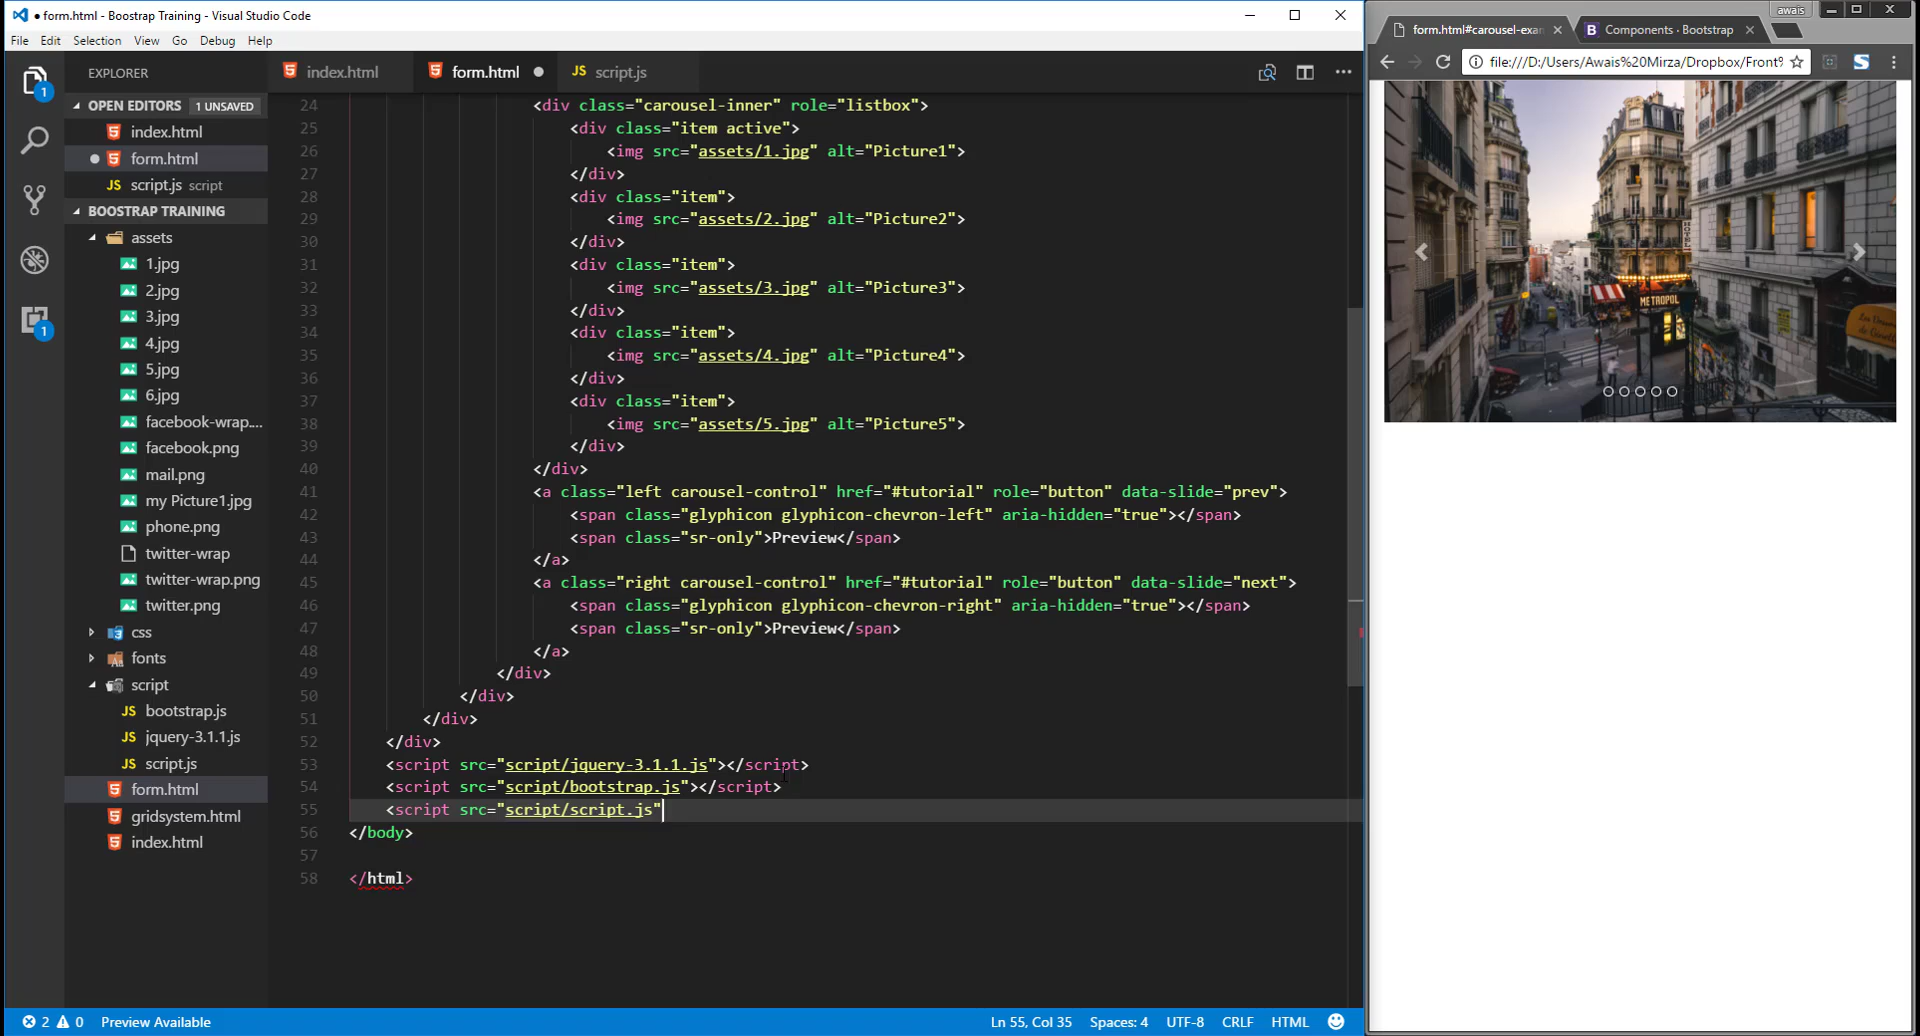 form.html - Boostrap Training - Visual Studio Code
File Edit Selection View Go Debug Help
EXPLORER
OPEN EDITORS 1 UNSAVED
index.html
form.html
JS script.js script
BOOSTRAP TRAINING
assets
1.jpg
2.jpg
3.jpg
4.jpg
5.jpg
6.jpg
facebook-wrap....
facebook.png
mail.png
my Picture1.jpg
phone.png
twitter-wrap
twitter-wrap.png
twitter.png
css
fonts
script
JS bootstrap.js
JS jquery-3.1.1.js
JS script.js
form.html
gridsystem.html
index.html
1
1
index.html form.html JS script.js
24 <div class="carousel-inner" role="listbox">
25 <div class="item active">
26 <img src="assets/1.jpg" alt="Picture1">
27 </div>
28 <div class="item">
29 <img src="assets/2.jpg" alt="Picture2">
30 </div>
31 <div class="item">
32 <img src="assets/3.jpg" alt="Picture3">
33 </div>
34 <div class="item">
35 <img src="assets/4.jpg" alt="Picture4">
36 </div>
37 <div class="item">
38 <img src="assets/5.jpg" alt="Picture5">
39 </div>
40 </div>
41 <a class="left carousel-control" href="#tutorial" role="button" data-slide="prev">
42 <span class="glyphicon glyphicon-chevron-left" aria-hidden="true"></span>
43 <span class="sr-only">Preview</span>
44 </a>
45 <a class="right carousel-control" href="#tutorial" role="button" data-slide="next">
46 <span class="glyphicon glyphicon-chevron-right" aria-hidden="true"></span>
47 <span class="sr-only">Preview</span>
48 </a>
49 </div>
50 </div>
51 </div>
52 </div>
53 <script src="script/jquery-3.1.1.js"></script>
54 <script src="script/bootstrap.js"></script>
55 <script src="script/script.js"
56 </body>
57
58 </html>
2 0 Preview Available
Ln 55, Col 35 Spaces: 4 UTF-8 CRLF HTML
awais
form.html#carousel-exa
B Components · Bootstrap
file:///D:/Users/Awais%20Mirza/Dropbox/Front%
S
HOTEL
METROPOL